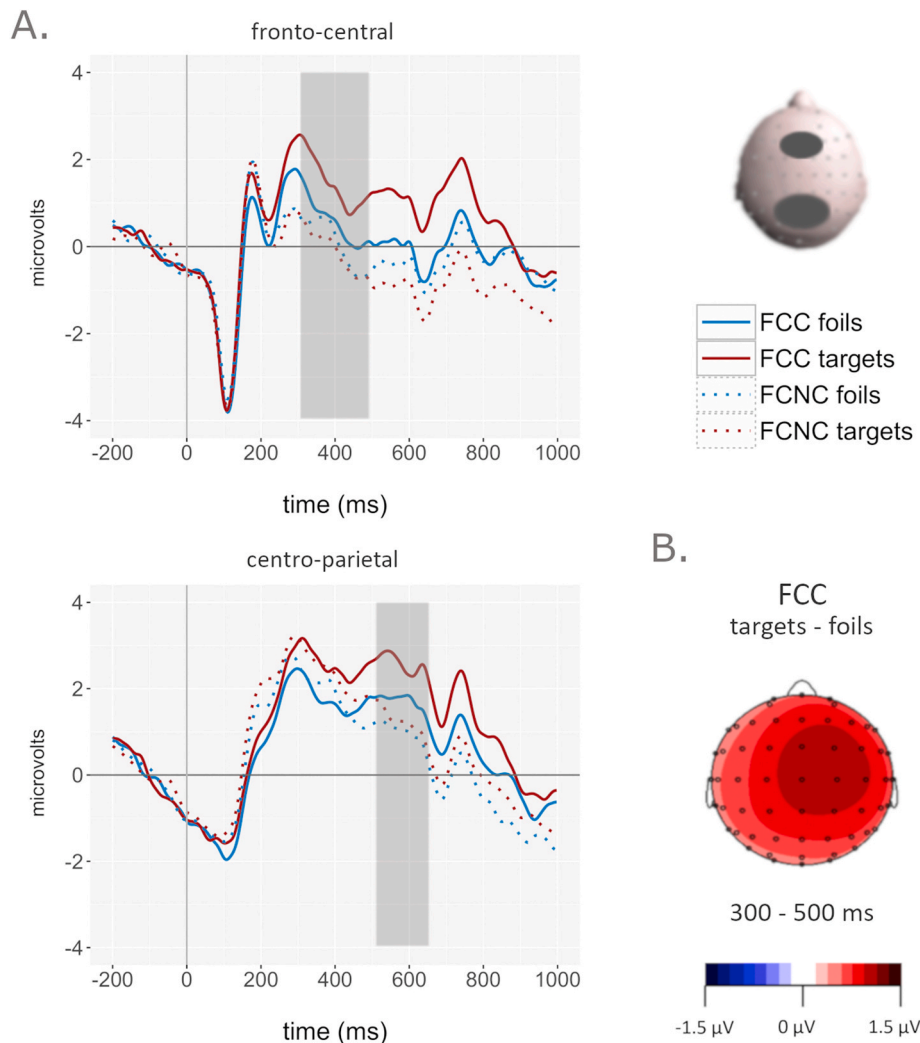 A.
fronto-central
4
2
0
-2
-4
microvolts
-200 0 200 400 600 800 1000
time (ms)
FCC foils
FCC targets
FCNC foils
FCNC targets
centro-parietal
4
2
0
-2
-4
microvolts
-200 0 200 400 600 800 1000
time (ms)
B.
FCC
targets - foils
300 - 500 ms
-1.5 µV 0 µV 1.5 µV